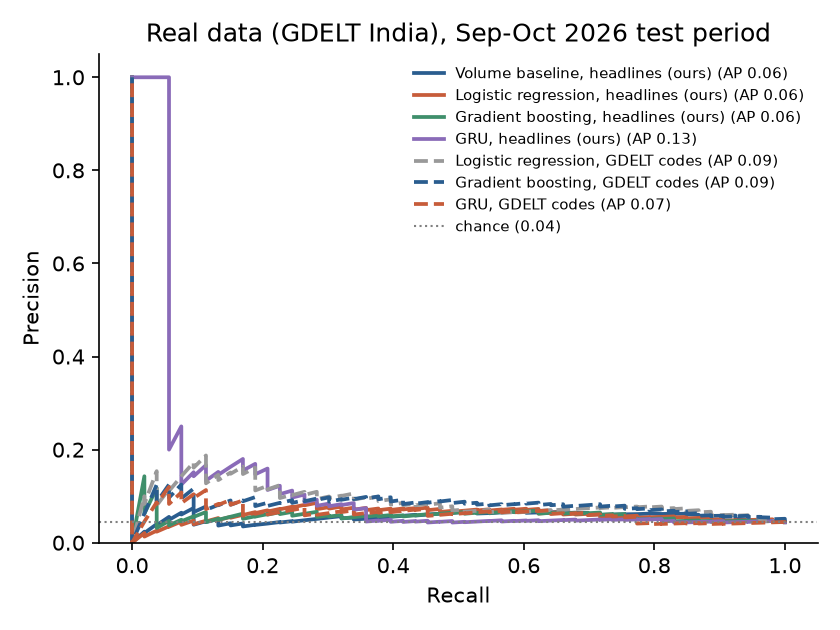 Real data (GDELT India), Sep-Oct 2026 test period
Volume baseline, headlines (ours) (AP 0.06)
Logistic regression, headlines (ours) (AP 0.06)
Gradient boosting, headlines (ours) (AP 0.06)
GRU, headlines (ours) (AP 0.13)
Logistic regression, GDELT codes (AP 0.09)
Gradient boosting, GDELT codes (AP 0.09)
GRU, GDELT codes (AP 0.07)
chance (0.04)
Precision
1.0
0.8
0.6
0.4
0.2
0.0
0.0 0.2 0.4 0.6 0.8 1.0
Recall